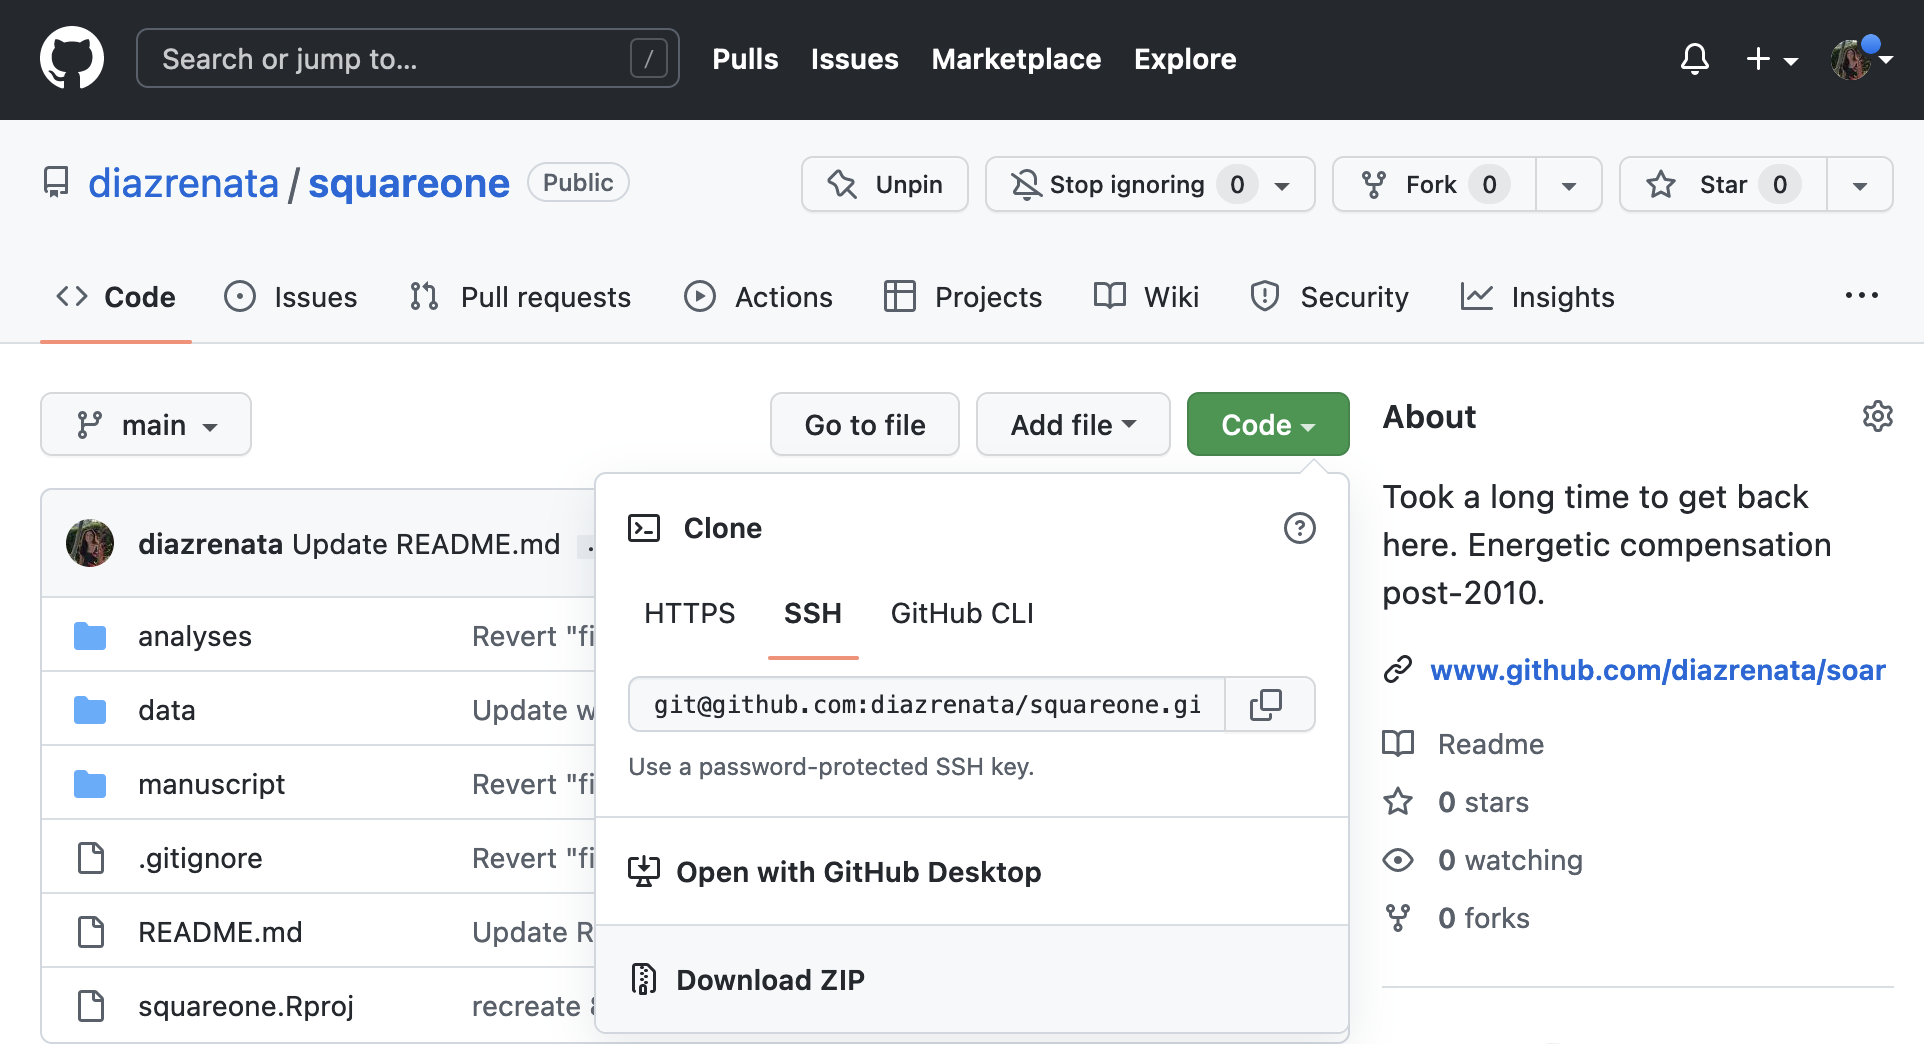 Search or jump to... /
Pulls Issues Marketplace Explore
diazrenata / squareone Public
Unpin
Stop ignoring 0
Fork 0
Star 0
Code Issues Pull requests Actions Projects Wiki Security Insights
main
Go to file
Add file
Code
diazrenata Update README.md
analyses Revert "fi
data Update w
manuscript Revert "fi
.gitignore Revert "fi
README.md Update R
squareone.Rproj recreate
Clone
HTTPS SSH GitHub CLI
git@github.com:diazrenata/squareone.gi
Use a password-protected SSH key.
Open with GitHub Desktop
Download ZIP
About
Took a long time to get back
here. Energetic compensation
post-2010.
www.github.com/diazrenata/soar
Readme
0 stars
0 watching
0 forks